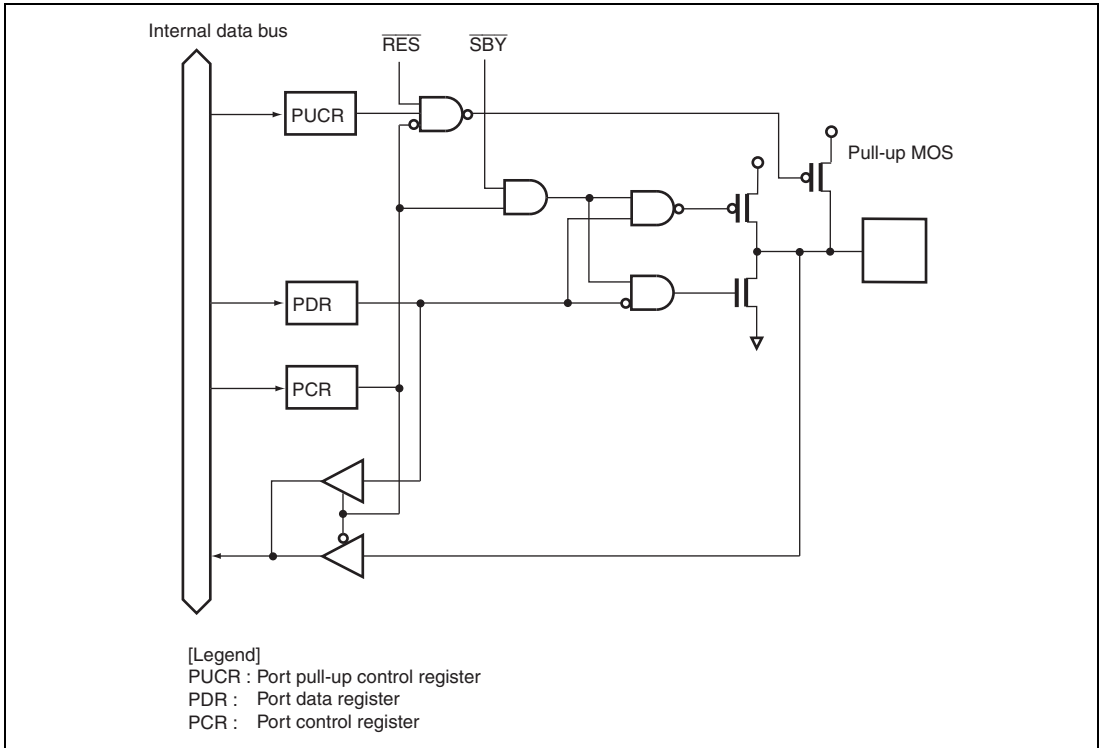 Internal data bus
RES
SBY
PUCR
Pull-up MOS
PDR
PCR
[Legend]
PUCR : Port pull-up control register
PDR : Port data register
PCR : Port control register